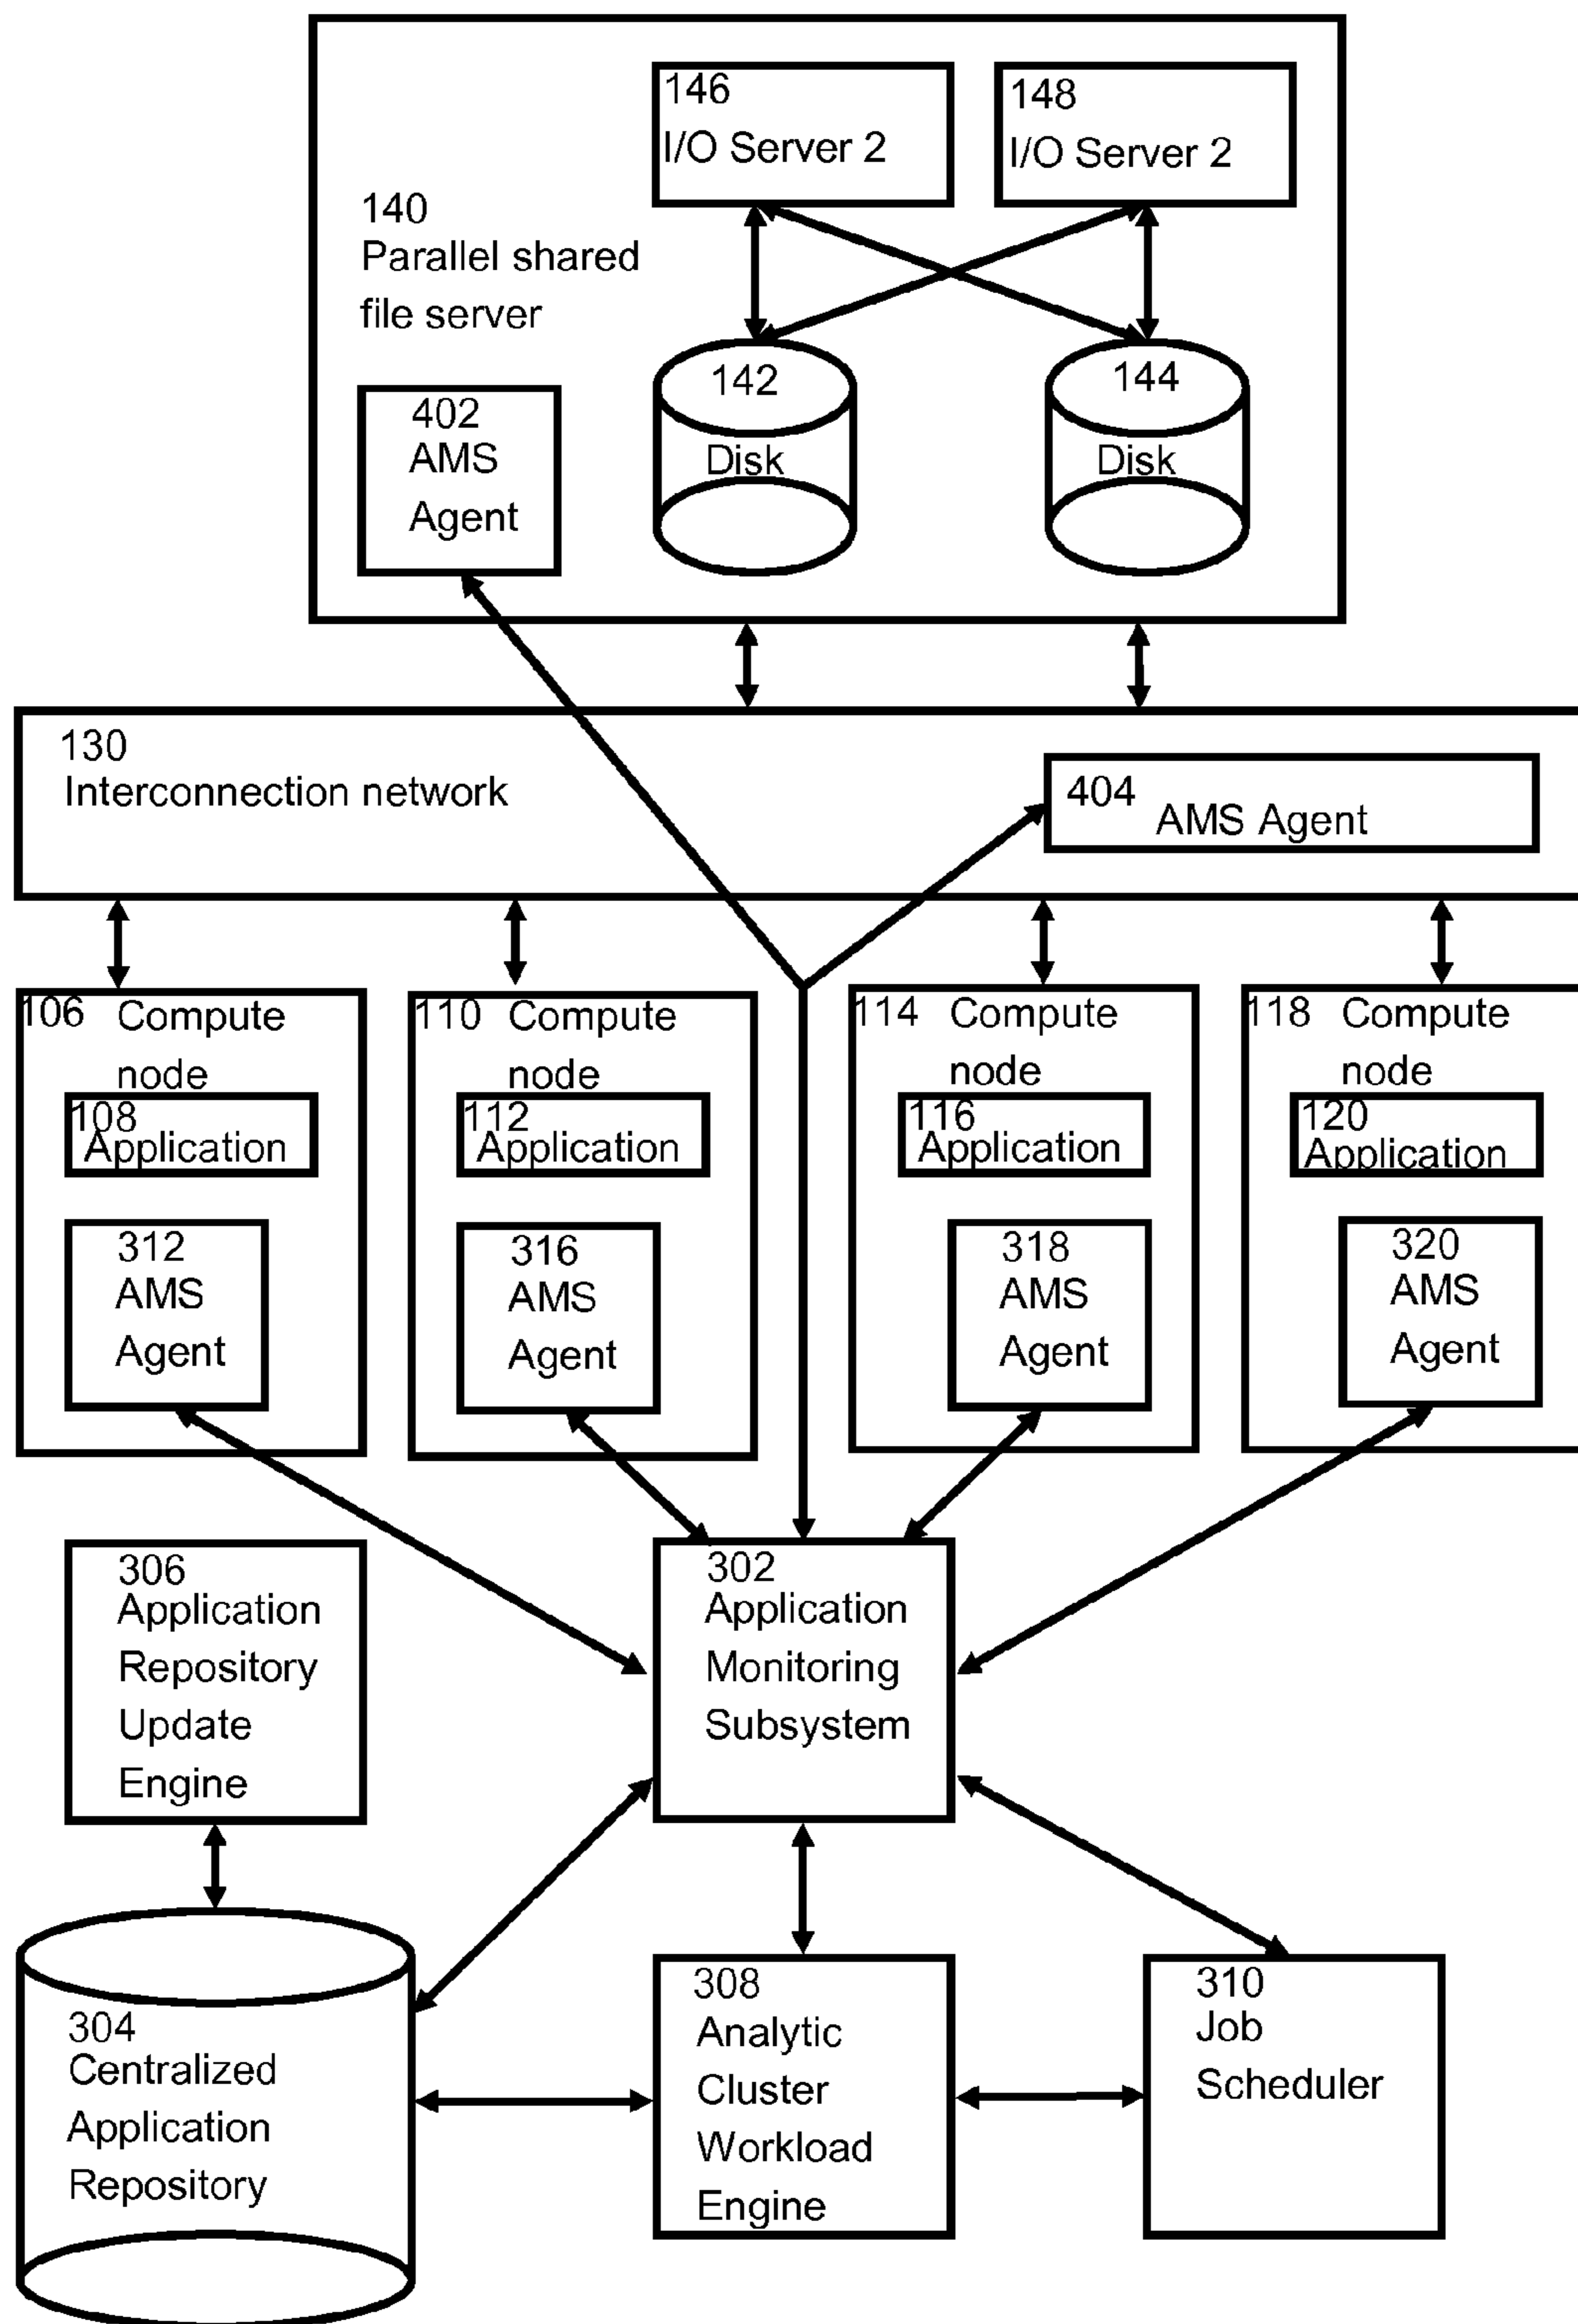 146
I/O Server 2
148
I/O Server 2
140
Parallel shared
file server
142
Disk
144
Disk
402
AMS
Agent
130
Interconnection network
404
AMS Agent
106 Compute
node
108
Application
312
AMS
Agent
110 Compute
node
112
Application
316
AMS
Agent
114 Compute
node
116
Application
318
AMS
Agent
118 Compute
node
120
Application
320
AMS
Agent
306
Application
Repository
Update
Engine
302
Application
Monitoring
Subsystem
304
Centralized
Application
Repository
308
Analytic
Cluster
Workload
Engine
310
Job
Scheduler